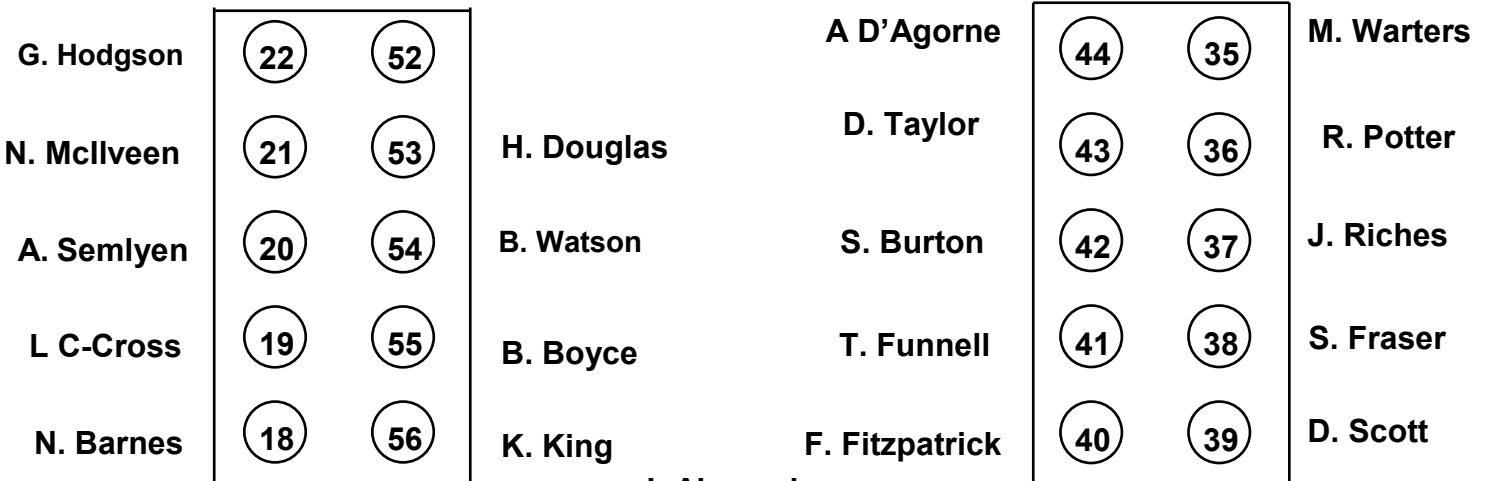 G. Hodgson 22 52 A D’Agorne 44 35 M. Warters
N. McIlveen 21 53 H. Douglas D. Taylor 43 36 R. Potter
A. Semlyen 20 54 B. Watson S. Burton 42 37 J. Riches
L C-Cross 19 55 B. Boyce T. Funnell 41 38 S. Fraser
N. Barnes 18 56 K. King F. Fitzpatrick 40 39 D. Scott